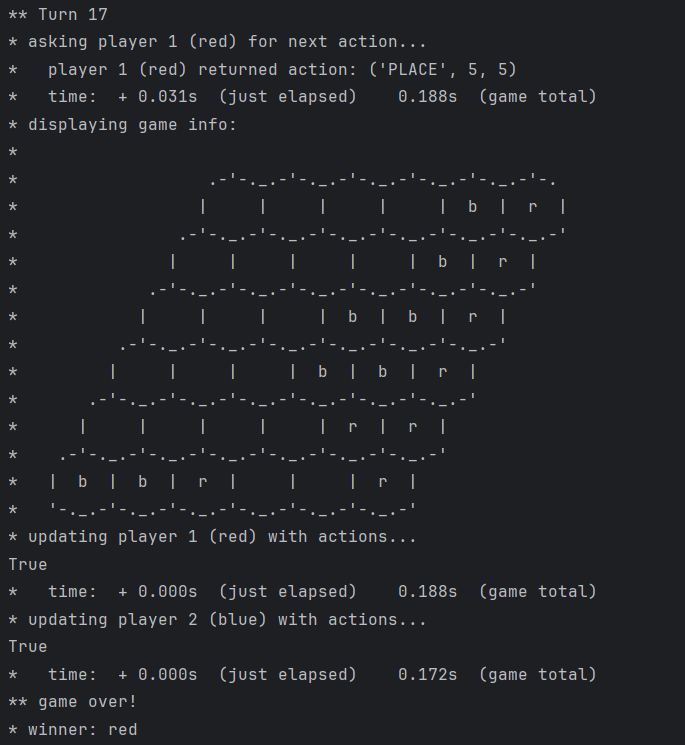 ** Turn 17
* asking player 1 (red) for next action...
*   player 1 (red) returned action: ('PLACE', 5, 5)
*   time:  + 0.031s  (just elapsed)    0.188s  (game total)
* displaying game info:
*
*                   .-'-._.-'-._.-'-._.-'-._.-'-._.-'-.
*                  |     |     |     |     |  b  |  r  |
*                .-'-._.-'-._.-'-._.-'-._.-'-._.-'-._.-'
*               |     |     |     |     |  b  |  r  |
*             .-'-._.-'-._.-'-._.-'-._.-'-._.-'-._.-'
*            |     |     |     |  b  |  b  |  r  |
*          .-'-._.-'-._.-'-._.-'-._.-'-._.-'-._.-'
*         |     |     |     |  b  |  b  |  r  |
*       .-'-._.-'-._.-'-._.-'-._.-'-._.-'-._.-'
*      |     |     |     |     |  r  |  r  |
*    .-'-._.-'-._.-'-._.-'-._.-'-._.-'-._.-'
*   |  b  |  b  |  r  |     |     |  r  |
*   '-._.-'-._.-'-._.-'-._.-'-._.-'-._.-'
* updating player 1 (red) with actions...
True
*   time:  + 0.000s  (just elapsed)    0.188s  (game total)
* updating player 2 (blue) with actions...
True
*   time:  + 0.000s  (just elapsed)    0.172s  (game total)
** game over!
* winner: red